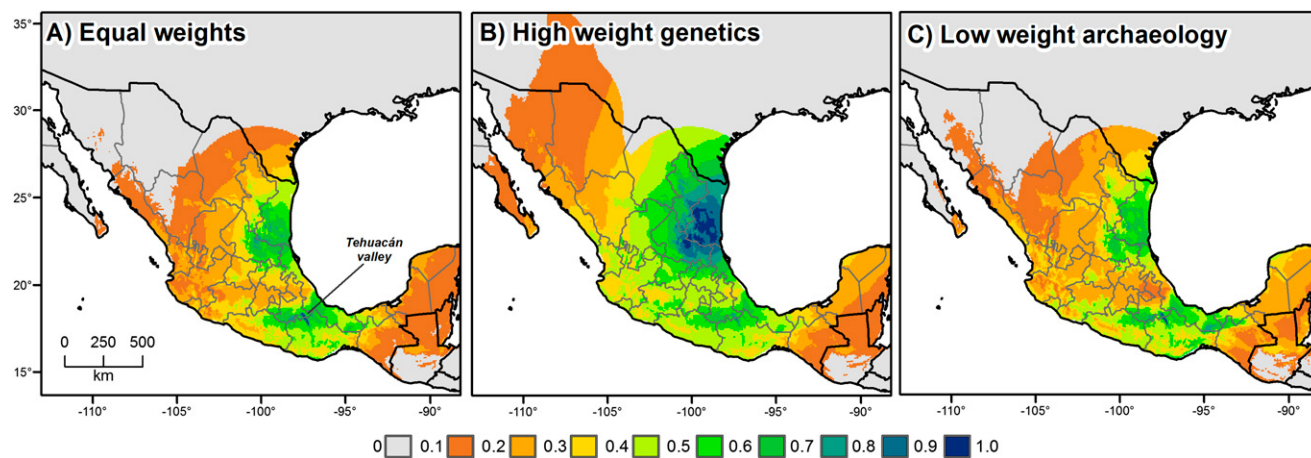 A) Equal weights
B) High weight genetics
C) Low weight archaeology
35°
30°
25°
20°
15°
Tehuacán
valley
0 250 500
km
-110° -105° -100° -95° -90°
-110° -105° -100° -95° -90°
-110° -105° -100° -95° -90°
0 0.1 0.2 0.3 0.4 0.5 0.6 0.7 0.8 0.9 1.0